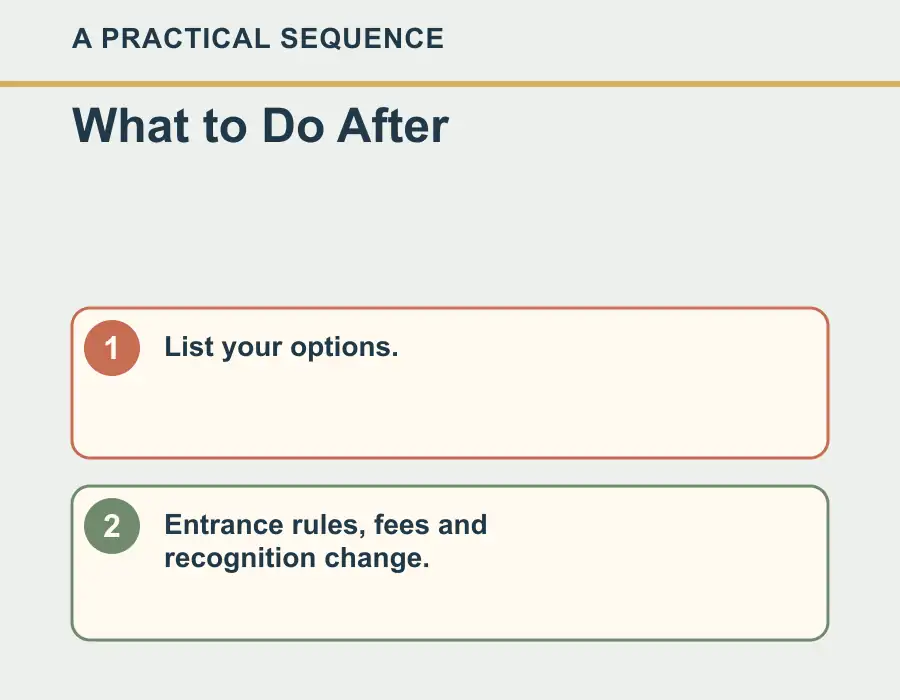 A PRACTICAL SEQUENCE
What to Do After
1
List your options.
2
Entrance rules, fees and
recognition change.